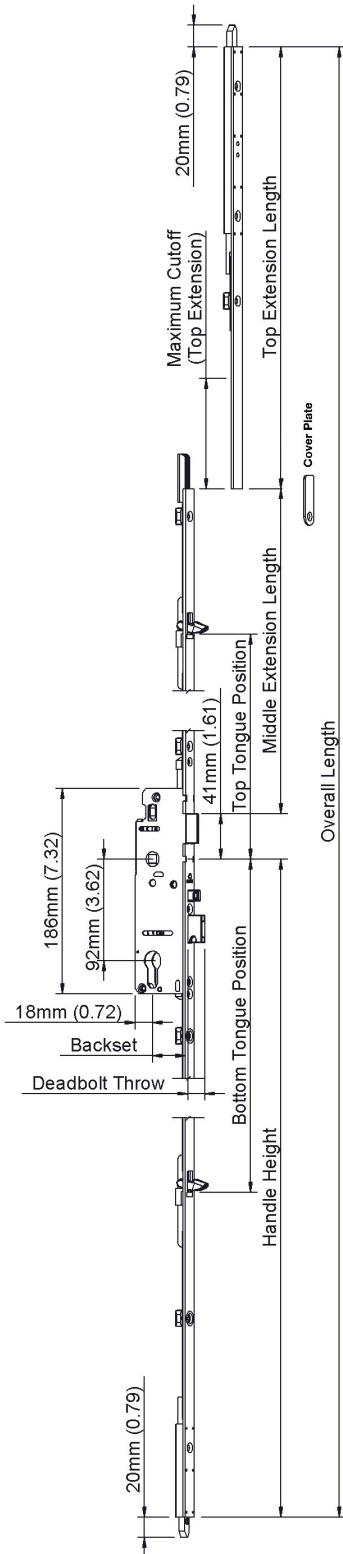 20mm (0.79)
Maximum Cutoff
(Top Extension)
Top Extension Length
Cover Plate
Middle Extension Length
Top Tongue Position
41mm (1.61)
Overall Length
186mm (7.32)
92mm (3.62)
18mm (0.72)
Backset
Deadbolt Throw
Bottom Tongue Position
Handle Height
20mm (0.79)